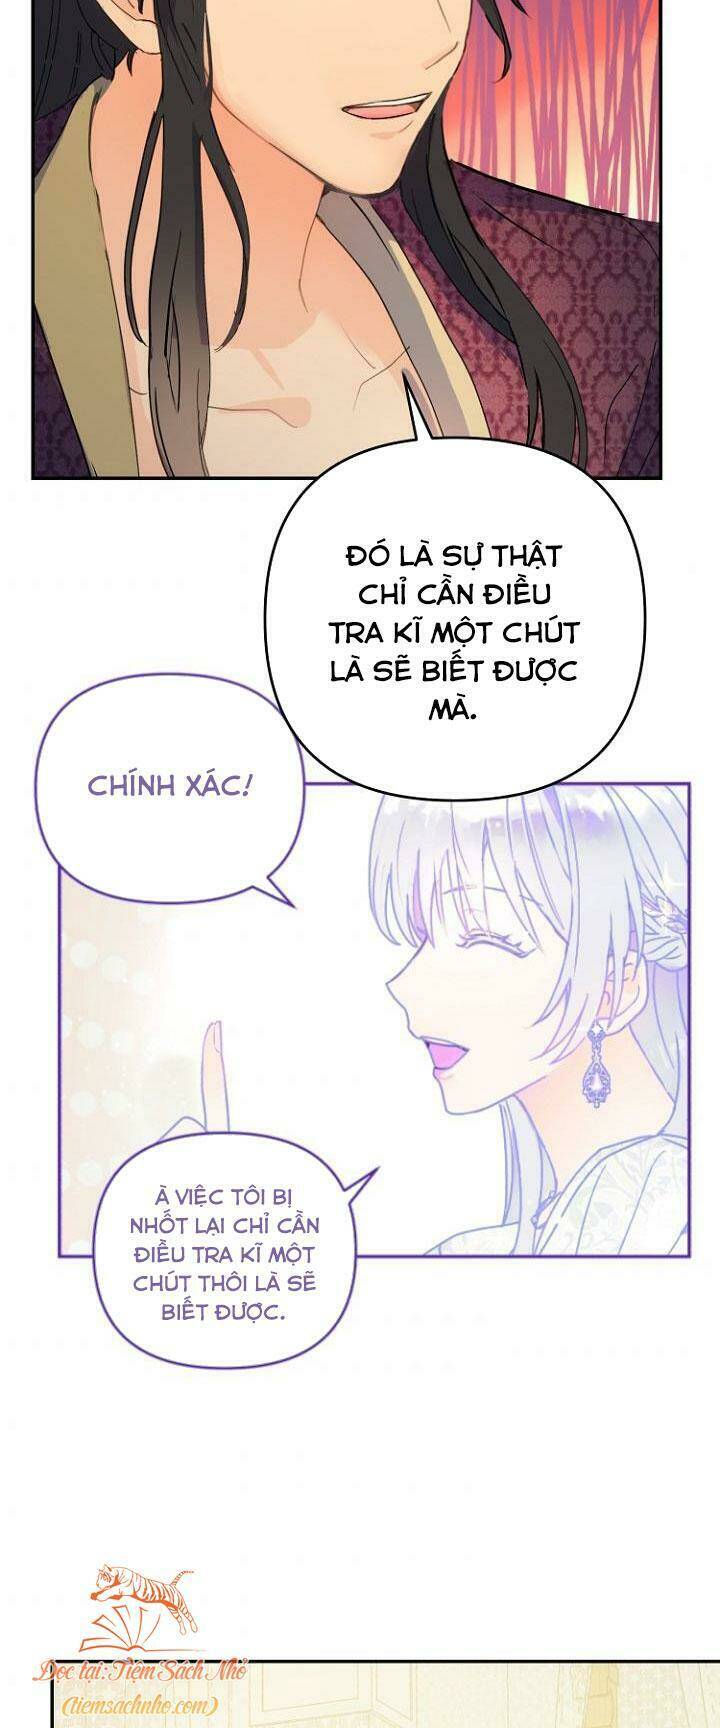 ĐÓ LÀ SỰ THẬT
CHỈ CẦN ĐIỀU
TRA KĨ MỘT CHÚT
LÀ SẼ BIẾT ĐƯỢC
MÀ.
CHÍNH XÁC!
À VIỆC TÔI BỊ
NHỐT LẠI CHỈ CẦN
ĐIỀU TRA KĨ MỘT
CHÚT THÔI LÀ SẼ
BIẾT ĐƯỢC.
Đọc tại: Tiệm Sách Nhỏ
(tiemsachnho.com)